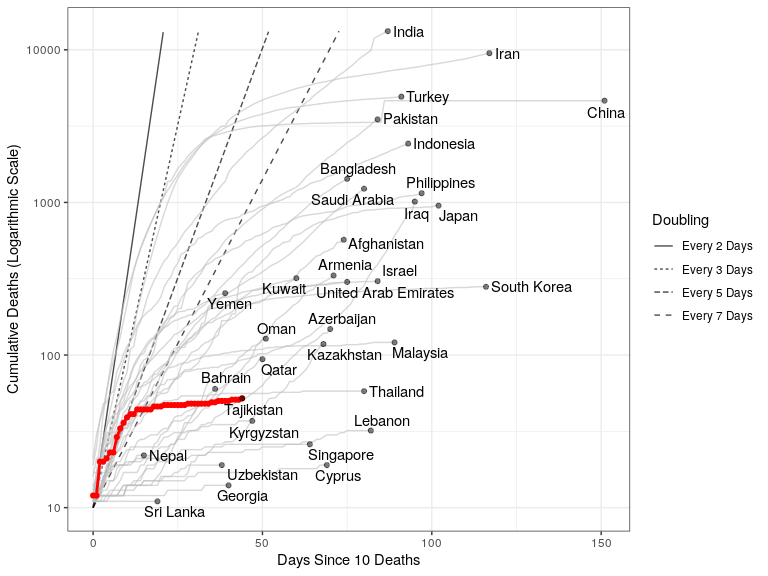 India
Iran
Turkey
China
Pakistan
Indonesia
Bangladesh
Philippines
Saudi Arabia
Iraq
Japan
Afghanistan
Armenia
Israel
Kuwait
United Arab Emirates
South Korea
Yemen
Azerbaijan
Oman
Kazakhstan
Malaysia
Qatar
Bahrain
Thailand
Tajikistan
Lebanon
Kyrgyzstan
Nepal
Singapore
Uzbekistan
Cyprus
Georgia
Sri Lanka
10000
1000
100
10
0
50
100
150
Days Since 10 Deaths
Cumulative Deaths (Logarithmic Scale)
Doubling
Every 2 Days
Every 3 Days
Every 5 Days
Every 7 Days